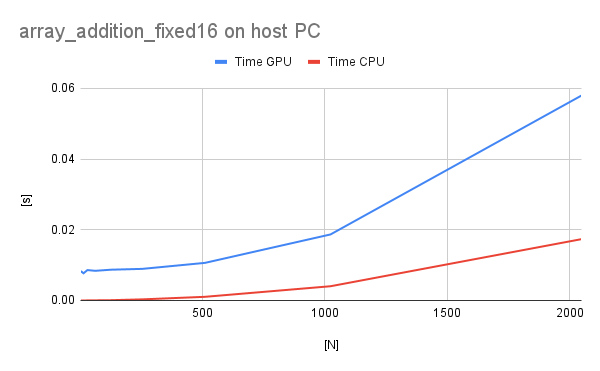 array_addition_fixed16 on host PC
Time GPU Time CPU
0.06
0.04
[s]
0.02
0.00
500 1000 1500 2000
[N]